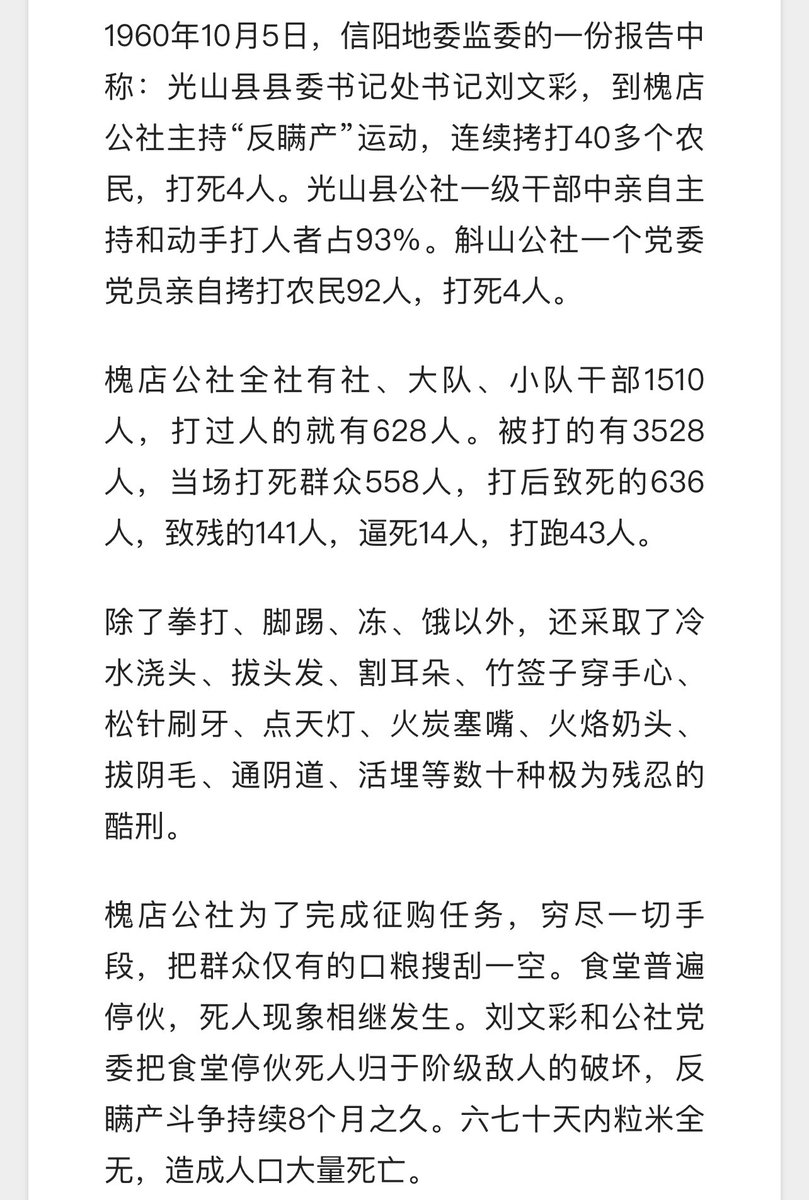 1960年10月5日，信阳地委监委的一份报告中
称：光山县县委书记处书记刘文彩，到槐店
公社主持“反瞒产”运动，连续拷打40多个农
民，打死4人。光山县公社一级干部中亲自主
持和动手打人者占93%。斛山公社一个党委
党员亲自拷打农民92人，打死4人。
槐店公社全社有社、大队、小队干部1510
人，打过人的就有628人。被打的有3528
人，当场打死群众558人，打后致死的636
人，致残的141人，逼死14人，打跑43人。
除了拳打、脚踢、冻、饿以外，还采取了冷
水浇头、拔头发、割耳朵、竹签子穿手心、
松针刷牙、点天灯、火炭塞嘴、火烙奶头、
拔阴毛、通阴道、活埋等数十种极为残忍的
酷刑。
槐店公社为了完成征购任务，穷尽一切手
段，把群众仅有的口粮搜刮一空。食堂普遍
停伙，死人现象相继发生。刘文彩和公社党
委把食堂停伙死人归于阶级敌人的破坏，反
瞒产斗争持续8个月之久。六七十天内粒米全
无，造成人口大量死亡。